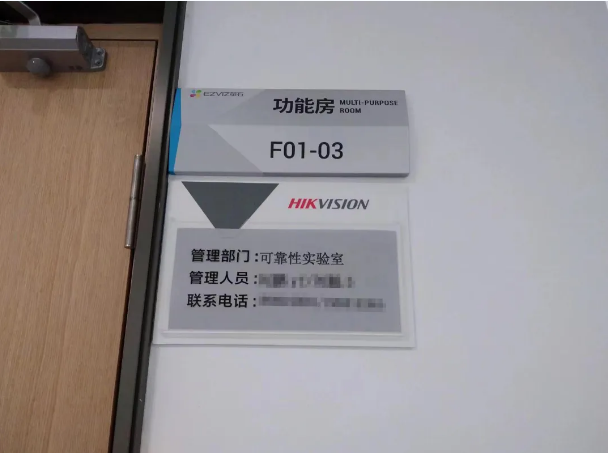 EZVIZ萤石
功能房 MULTI-PURPOSE ROOM
F01-03
HIKVISION
管理部门:可靠性实验室
管理人员:
联系电话: